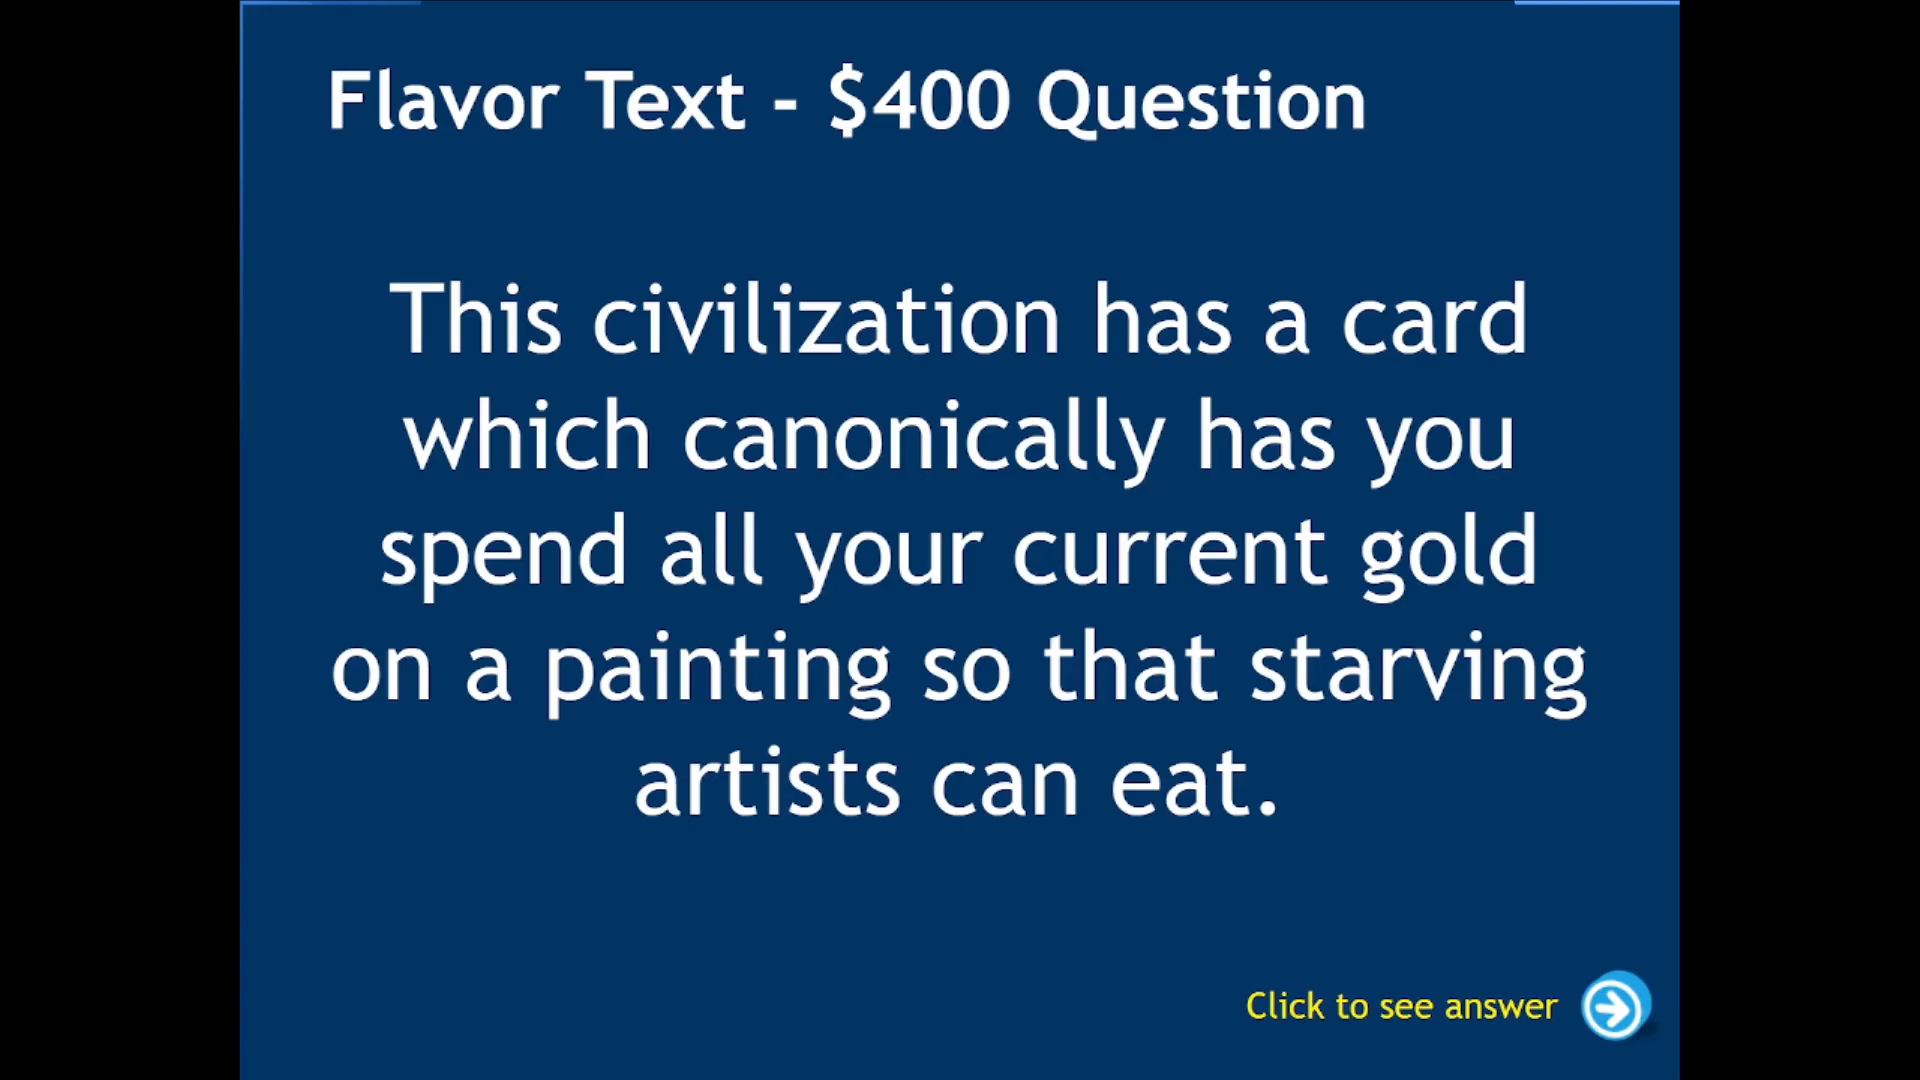 Flavor Text - $400 Question
This civilization has a card
which canonically has you
spend all your current gold
on a painting so that starving
artists can eat.
Click to see answer